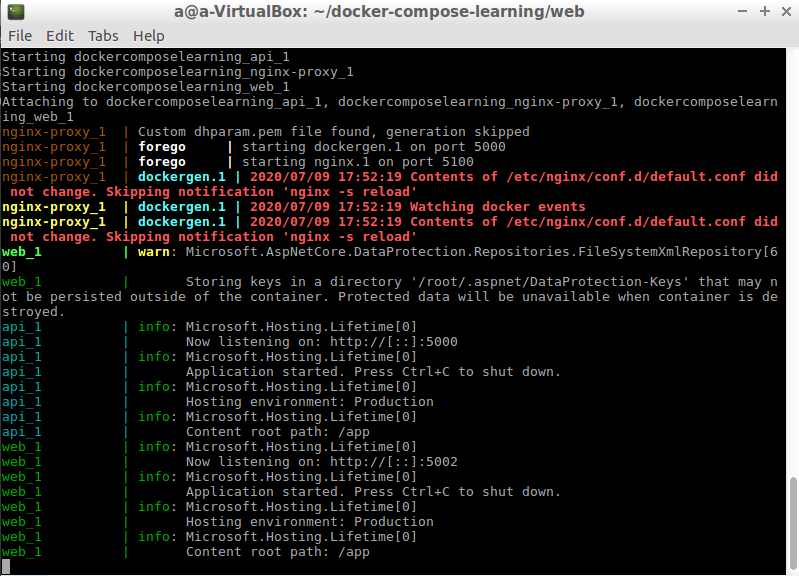 a@a-VirtualBox: ~/docker-compose-learning/web
File Edit Tabs Help
Starting dockercomposelearning_api_1
Starting dockercomposelearning_nginx-proxy_1
Starting dockercomposelearning_web_1
Attaching to dockercomposelearning_api_1, dockercomposelearning_nginx-proxy_1, dockercomposelearn
ing_web_1
nginx-proxy_1  | Custom dhparam.pem file found, generation skipped
nginx-proxy_1  | forego     | starting dockergen.1 on port 5000
nginx-proxy_1  | forego     | starting nginx.1 on port 5100
nginx-proxy_1  | dockergen.1 | 2020/07/09 17:52:19 Contents of /etc/nginx/conf.d/default.conf did
 not change. Skipping notification 'nginx -s reload'
nginx-proxy_1  | dockergen.1 | 2020/07/09 17:52:19 Watching docker events
nginx-proxy_1  | dockergen.1 | 2020/07/09 17:52:19 Contents of /etc/nginx/conf.d/default.conf did
 not change. Skipping notification 'nginx -s reload'
web_1          | warn: Microsoft.AspNetCore.DataProtection.Repositories.FileSystemXmlRepository[6
0]
web_1          |       Storing keys in a directory '/root/.aspnet/DataProtection-Keys' that may n
ot be persisted outside of the container. Protected data will be unavailable when container is de
stroyed.
api_1          | info: Microsoft.Hosting.Lifetime[0]
api_1          |       Now listening on: http://[::]:5000
api_1          | info: Microsoft.Hosting.Lifetime[0]
api_1          |       Application started. Press Ctrl+C to shut down.
api_1          | info: Microsoft.Hosting.Lifetime[0]
api_1          |       Hosting environment: Production
api_1          | info: Microsoft.Hosting.Lifetime[0]
api_1          |       Content root path: /app
web_1          | info: Microsoft.Hosting.Lifetime[0]
web_1          |       Now listening on: http://[::]:5002
web_1          | info: Microsoft.Hosting.Lifetime[0]
web_1          |       Application started. Press Ctrl+C to shut down.
web_1          | info: Microsoft.Hosting.Lifetime[0]
web_1          |       Hosting environment: Production
web_1          | info: Microsoft.Hosting.Lifetime[0]
web_1          |       Content root path: /app